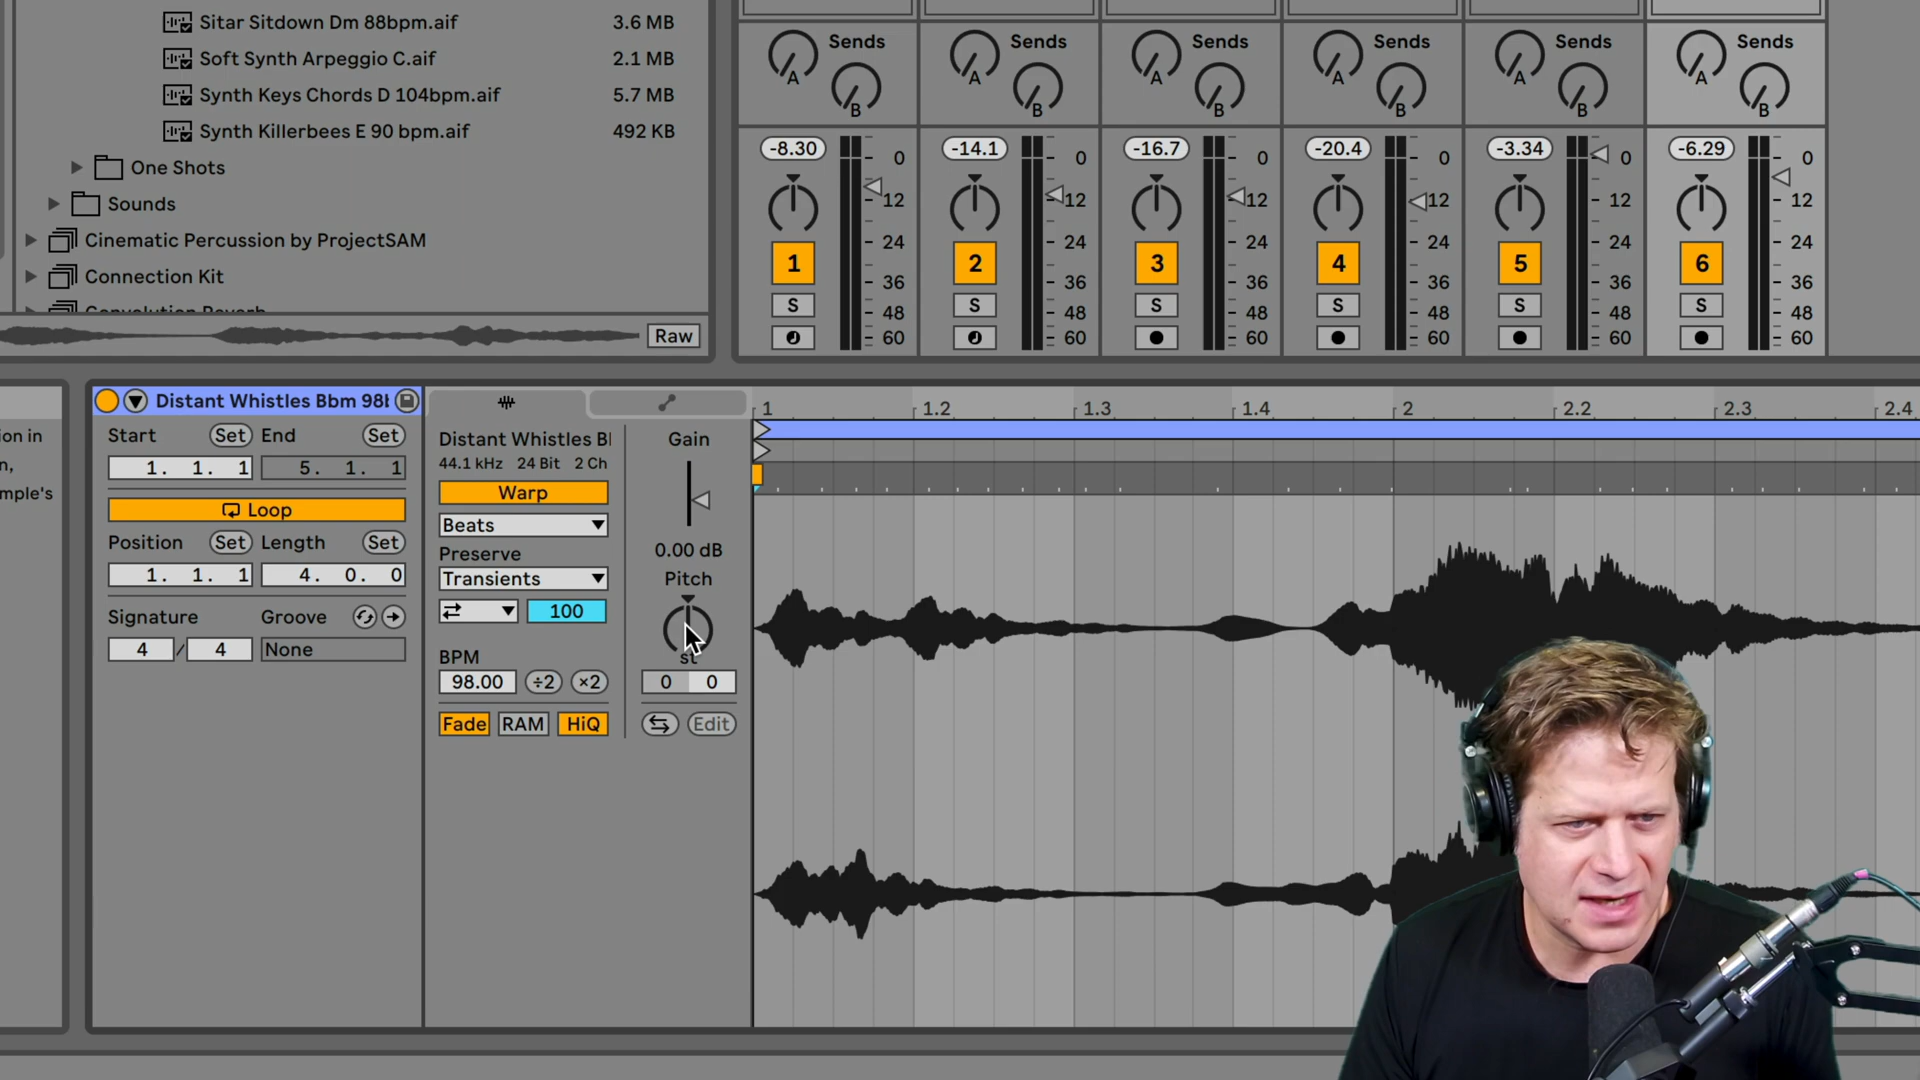 Sitar Sitdown Dm 88bpm.aif 3.6 MB
Soft Synth Arpeggio C.aif 2.1 MB
Synth Keys Chords D 104bpm.aif 5.7 MB
Synth Killerbees E 90 bpm.aif 492 KB
One Shots
Sounds
Cinematic Percussion by ProjectSAM
Connection Kit
Convolution Reverb
Raw
Sends Sends Sends Sends Sends Sends
A A A A A A
B B B B B B
-8.30 -14.1 -16.7 -20.4 -3.34 -6.29
0 0 0 0 0 0
12 12 12 12 12 12
24 24 24 24 24 24
1 2 3 4 5 6
36 36 36 36 36 36
S S S S S S
48 48 48 48 48 48
60 60 60 60 60 60
ion in
n,
mple's
Distant Whistles Bbm 98
Start Set End Set
1. 1. 1 5. 1. 1
Loop
Position Set Length Set
1. 1. 1 4. 0. 0
Signature Groove
4 / 4 None
Distant Whistles B
44.1 kHz 24 Bit 2 Ch
Warp
Beats
Preserve
Transients
100
BPM
98.00 ÷2 ×2
Fade RAM HiQ
Gain
0.00 dB
Pitch
st
0 0
Edit
1 1.2 1.3 1.4 2 2.2 2.3 2.4